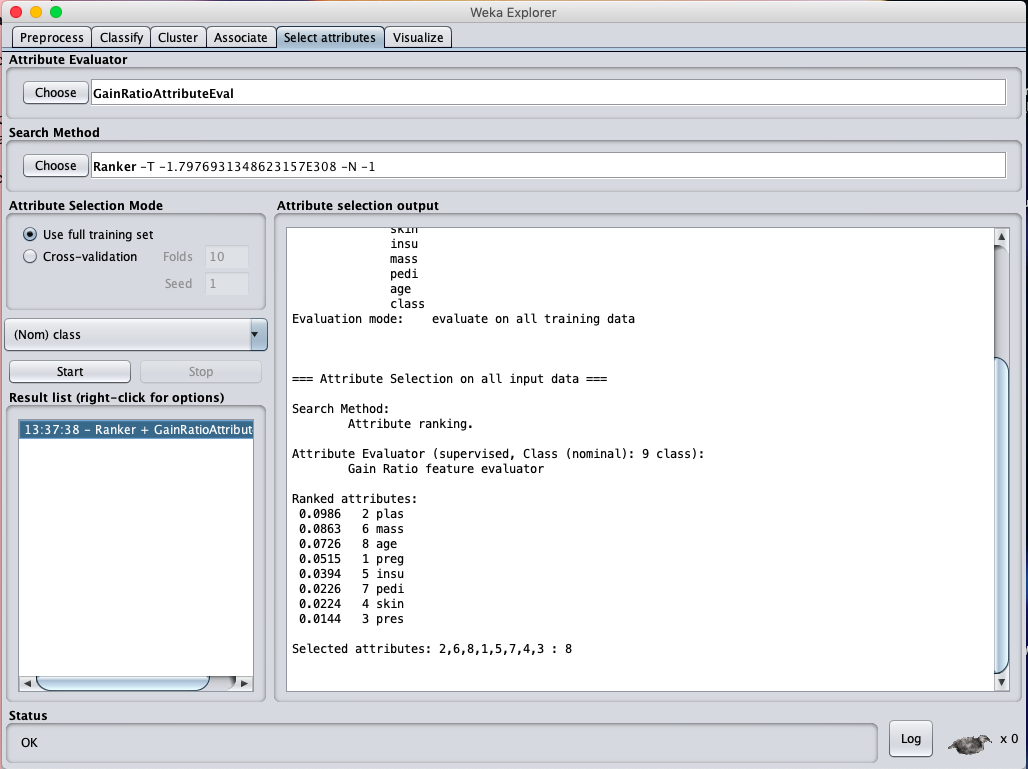 Weka Explorer
Preprocess Classify Cluster Associate Select attributes Visualize
Attribute Evaluator
Choose GainRatioAttributeEval
Search Method
Choose Ranker -T -1.7976931348623157E308 -N -1
Attribute Selection Mode
Use full training set
Cross-validation Folds 10
Seed 1
(Nom) class
Start Stop
Result list (right-click for options)
13:37:38 - Ranker + GainRatioAttribut
Attribute selection output
skin
insu
mass
pedi
age
class
Evaluation mode: evaluate on all training data
=== Attribute Selection on all input data ===
Search Method:
Attribute ranking.
Attribute Evaluator (supervised, Class (nominal): 9 class):
Gain Ratio feature evaluator
Ranked attributes:
0.0986 2 plas
0.0863 6 mass
0.0726 8 age
0.0515 1 preg
0.0394 5 insu
0.0226 7 pedi
0.0224 4 skin
0.0144 3 pres
Selected attributes: 2,6,8,1,5,7,4,3 : 8
Status
OK
Log
x 0